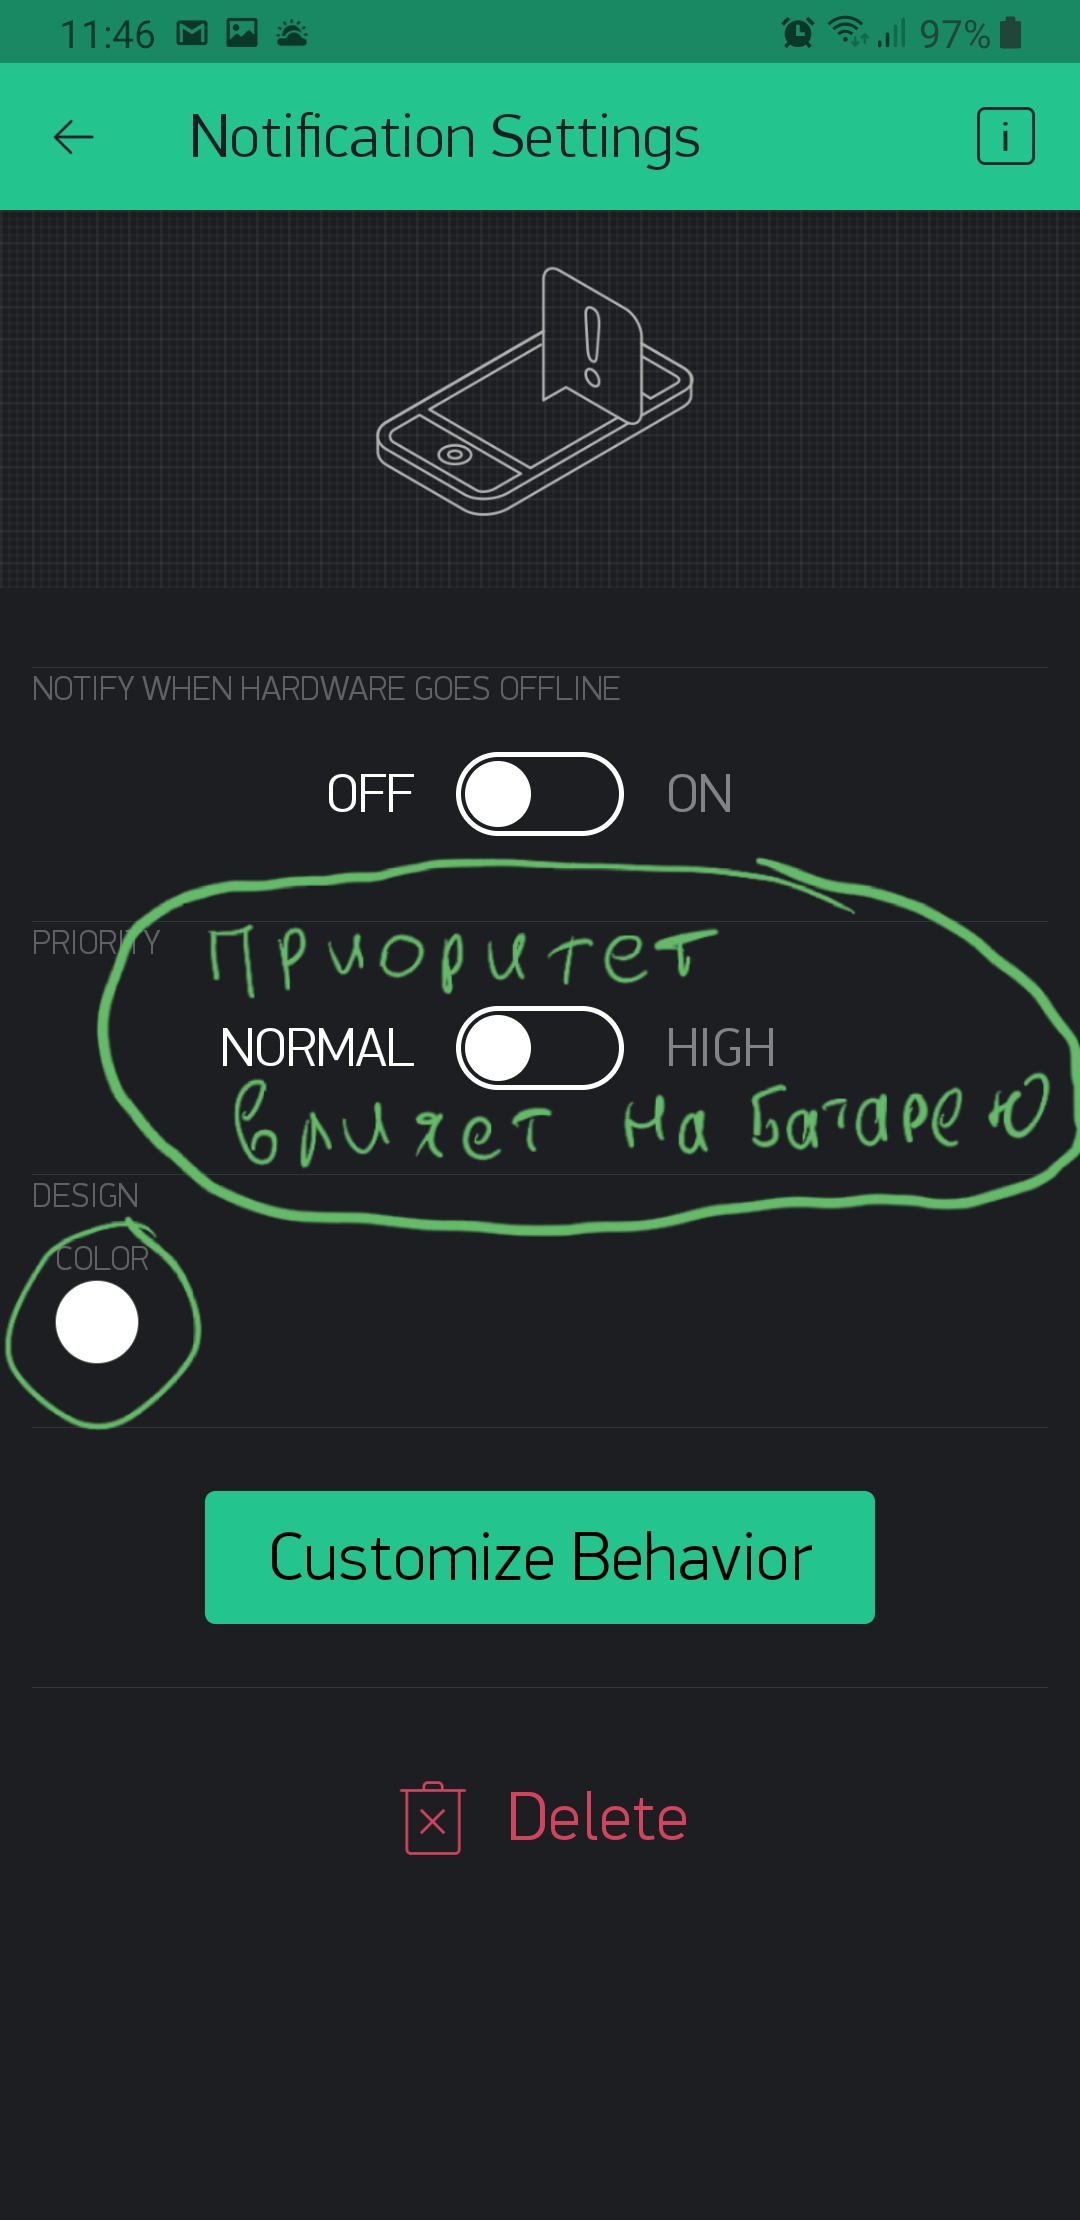 11:46 97%
Notification Settings i
!
NOTIFY WHEN HARDWARE GOES OFFLINE
OFF ON
PRIORITY Приоритет
NORMAL HIGH
влияет на батарею
DESIGN
COLOR
Customize Behavior
Delete